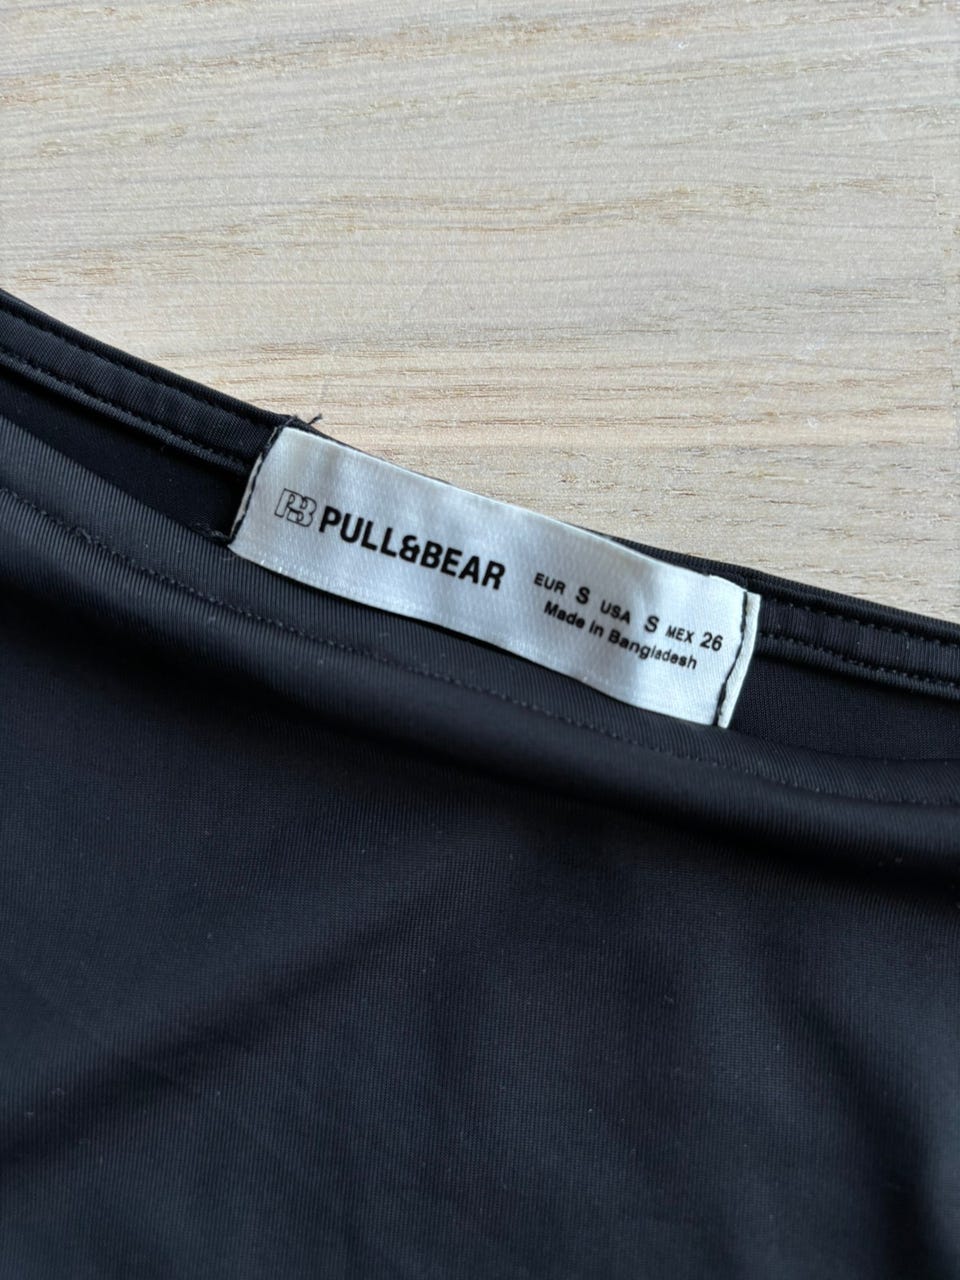 PB PULL&BEAR
EUR S USA S MEX 26
Made in Bangladesh